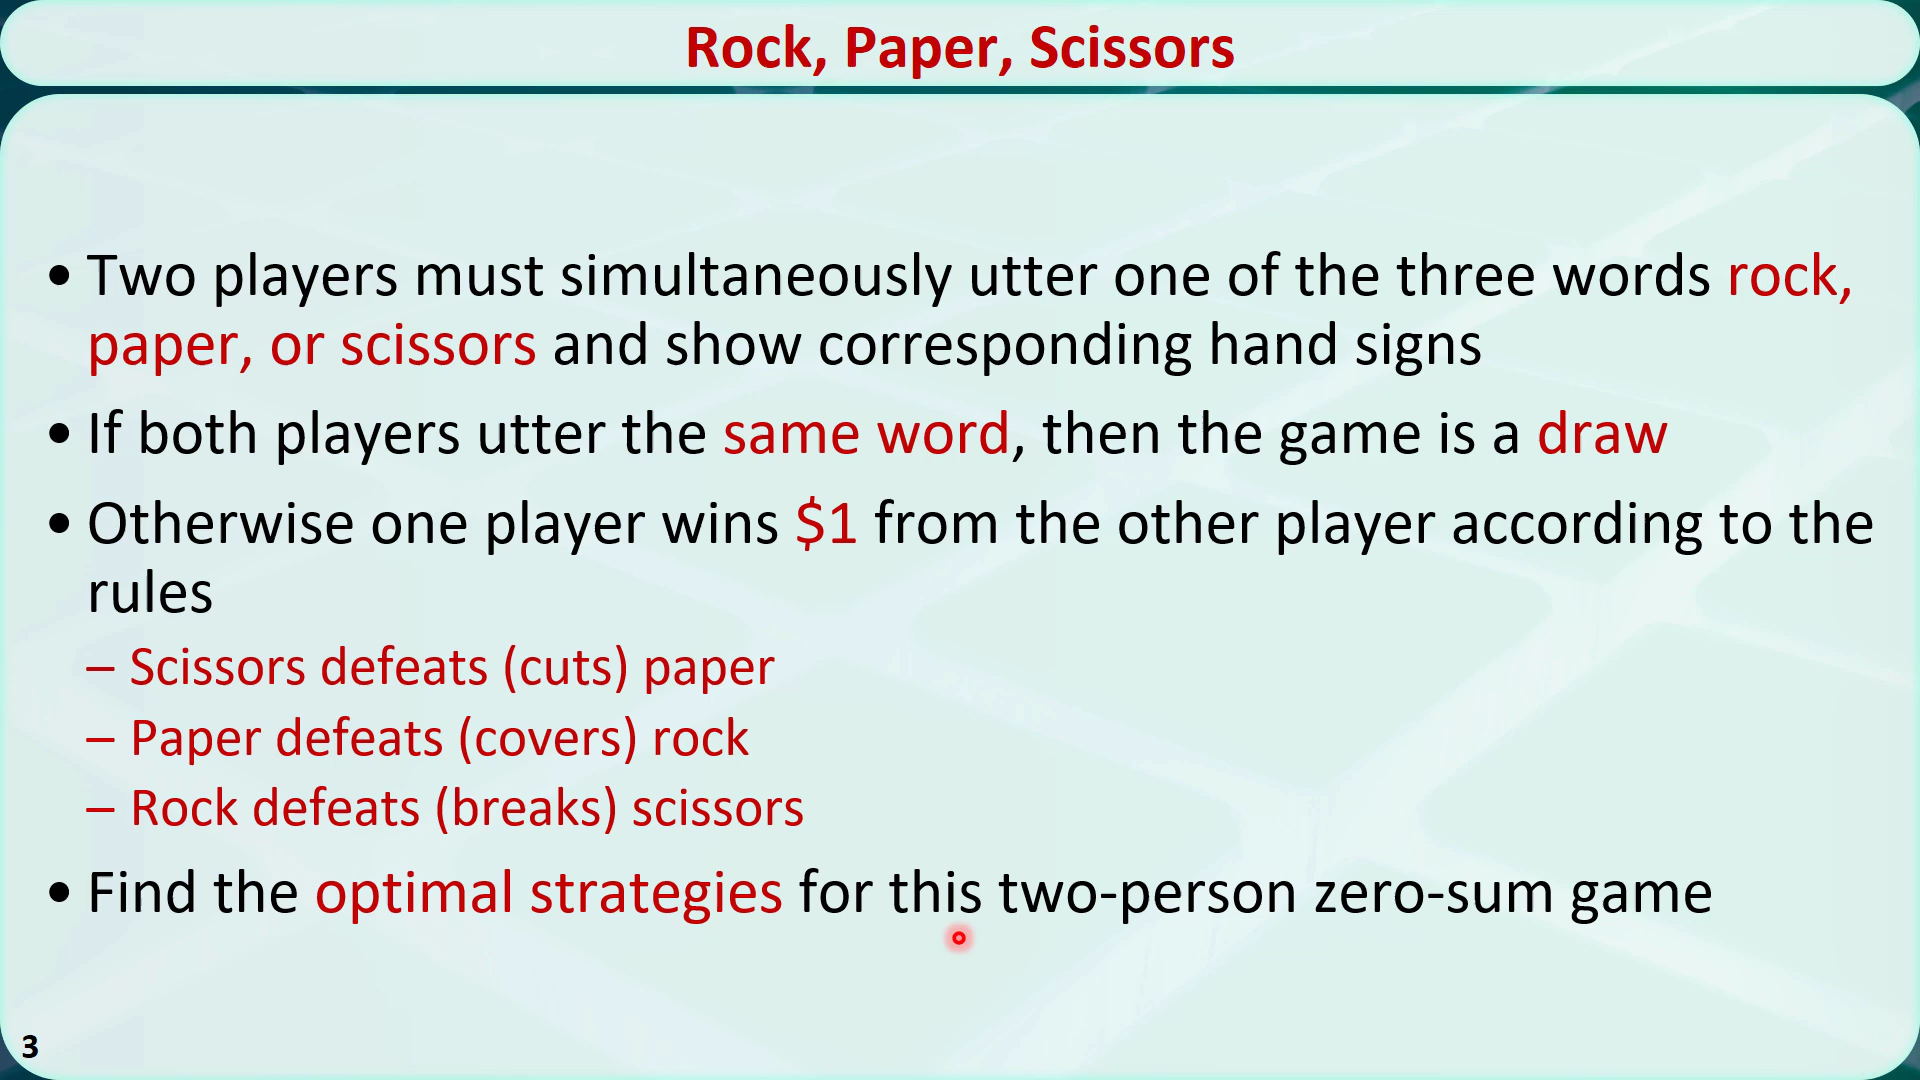 Rock, Paper, Scissors
• Two players must simultaneously utter one of the three words rock,
paper, or scissors and show corresponding hand signs
• If both players utter the same word, then the game is a draw
• Otherwise one player wins $1 from the other player according to the
rules
– Scissors defeats (cuts) paper
– Paper defeats (covers) rock
– Rock defeats (breaks) scissors
• Find the optimal strategies for this two-person zero-sum game
3